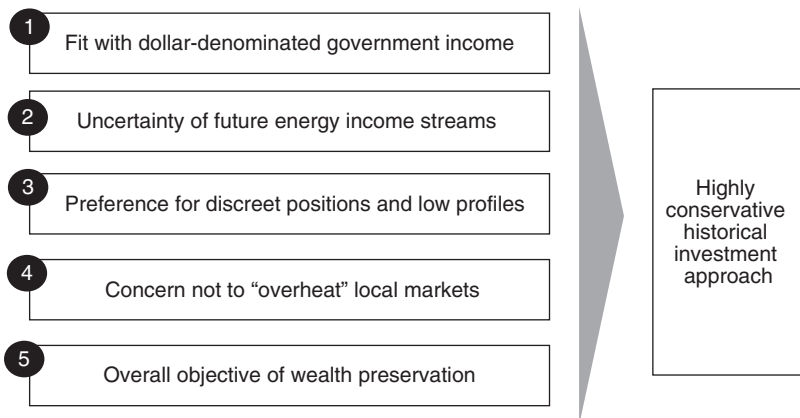 1
Fit with dollar-denominated government income
2
Uncertainty of future energy income streams
3
Preference for discreet positions and low profiles
4
Concern not to “overheat” local markets
5
Overall objective of wealth preservation
Highly
conservative
historical
investment
approach